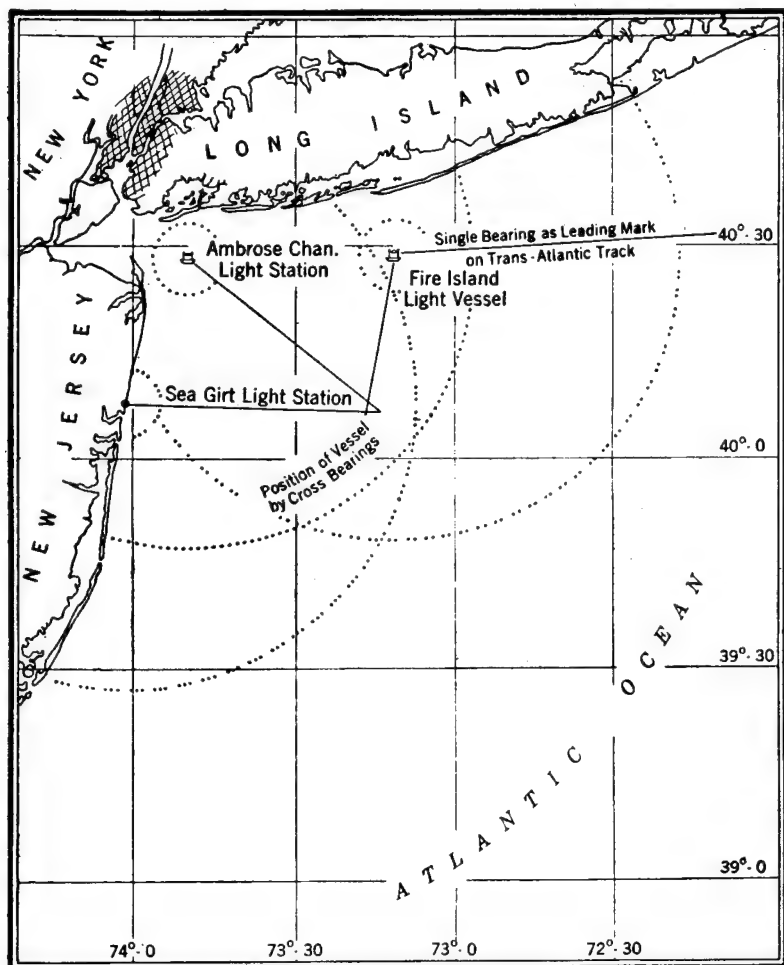 NEW YORK
LONG ISLAND
Ambrose Chan.
Light Station
Single Bearing as Leading Mark
on Trans-Atlantic Track
40°·30
Fire Island
Light Vessel
NEW JERSEY
Sea Girt Light Station
Position of Vessel
by Cross Bearings
40°·0
39°·30
ATLANTIC OCEAN
39°·0
74°·0
73°·30
73°·0
72°·30